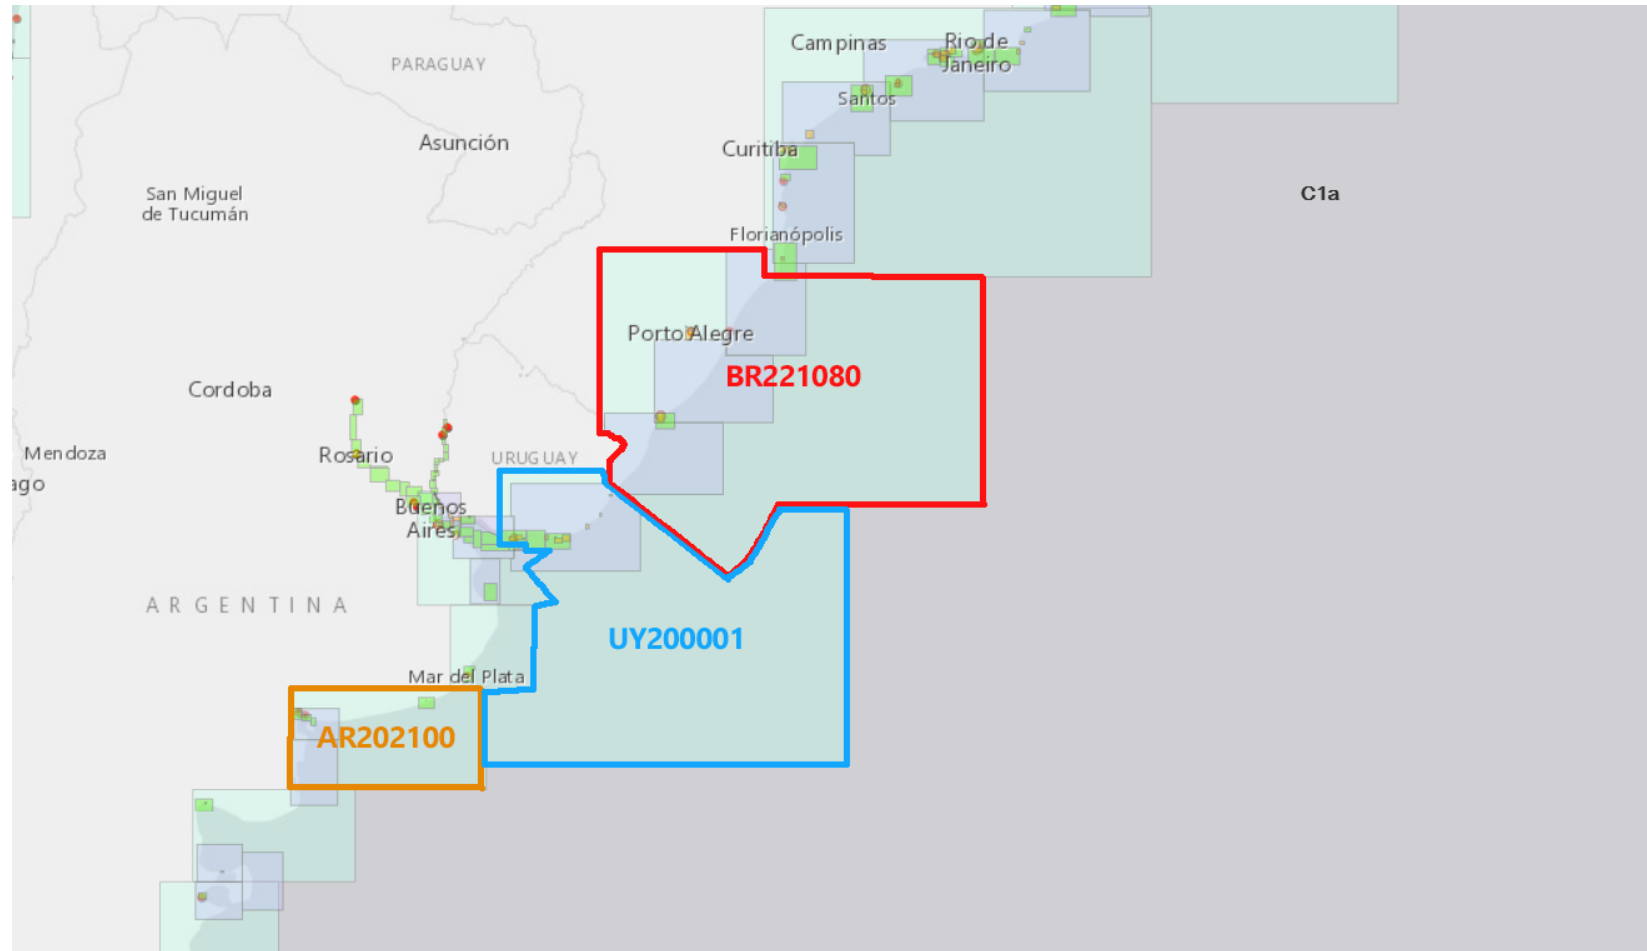 Campinas
Rio de
Janeiro
PARAGUAY
Santos
Asunción
Curitiba
San Miguel
de Tucumán
C1a
Florianópolis
Porto Alegre
BR221080
Cordoba
Mendoza
Rosario
URUGUAY
ago
Buenos
Aires
ARGENTINA
UY200001
Mar del Plata
AR202100